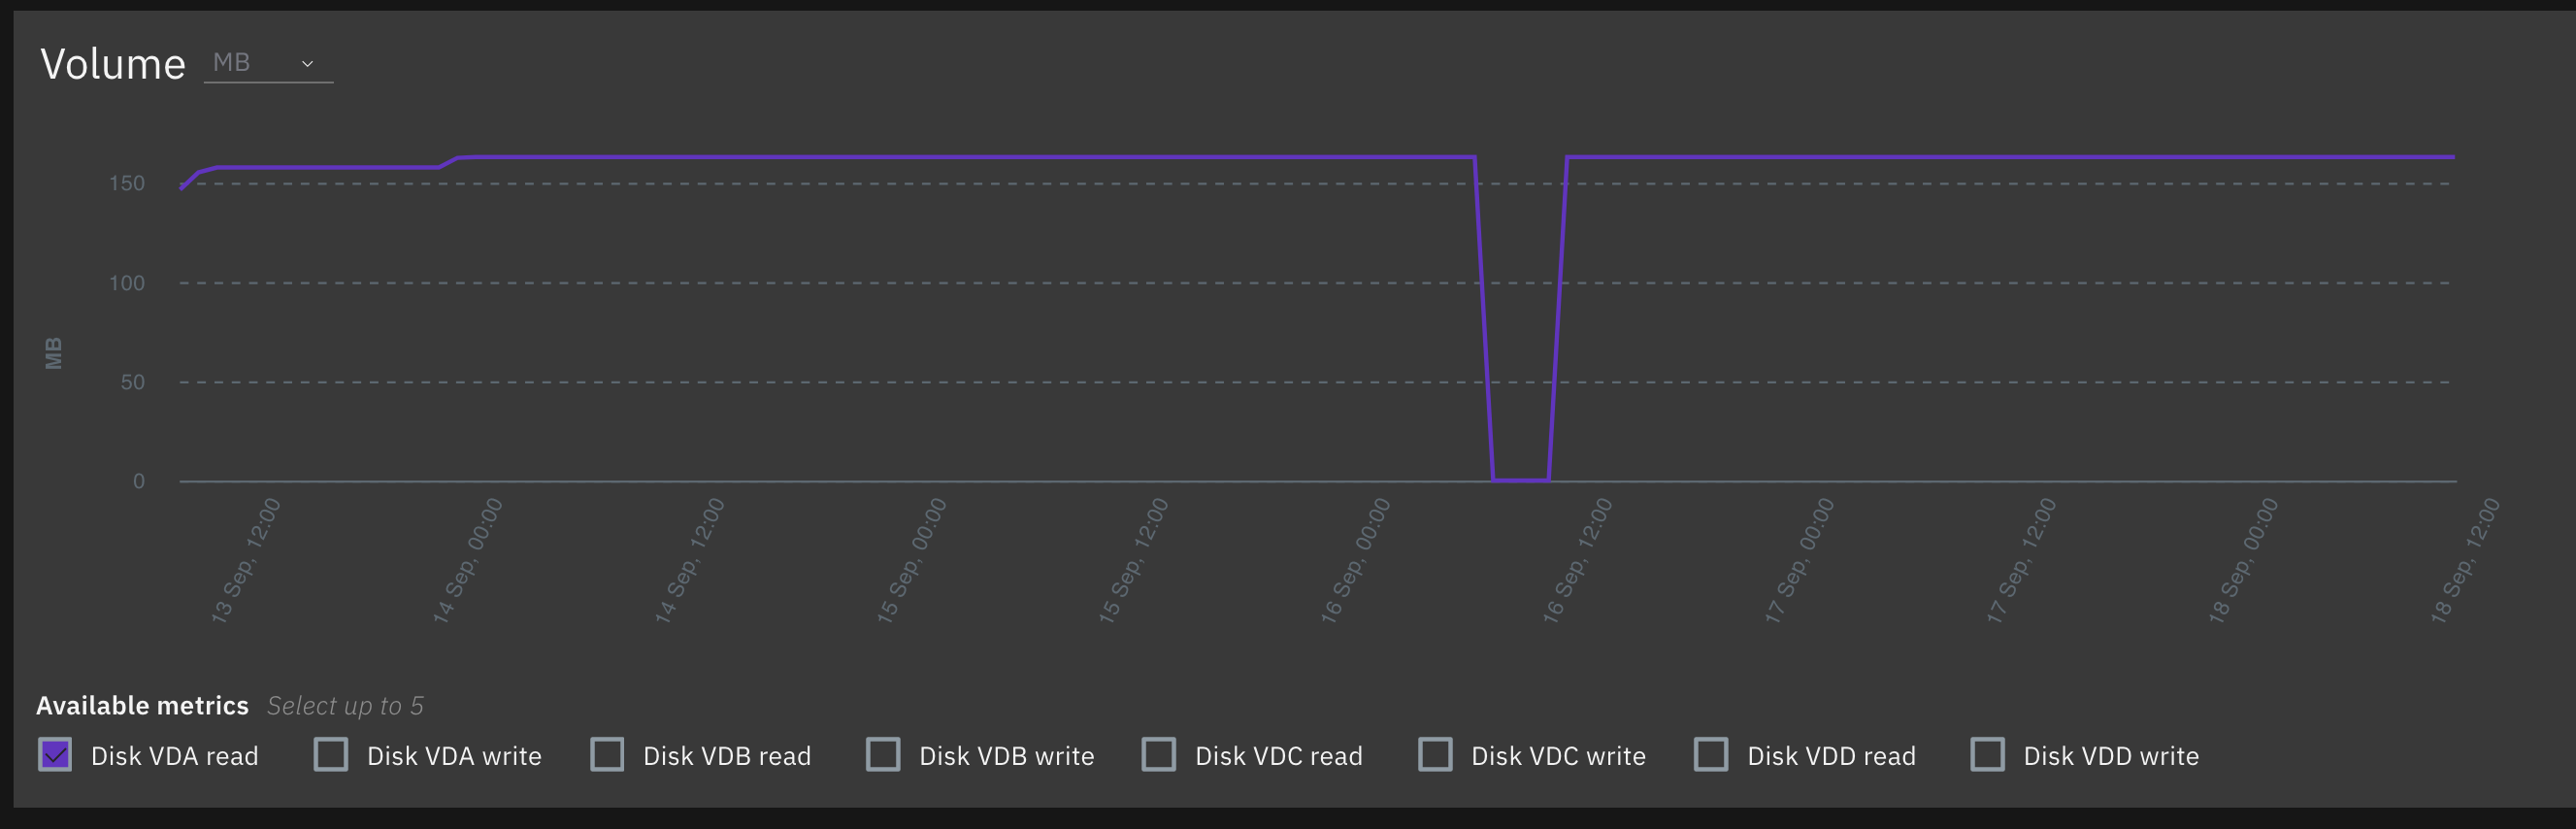 Volume MB
150
100
50
0
MB
13 Sep, 12:00
14 Sep, 00:00
14 Sep, 12:00
15 Sep, 00:00
15 Sep, 12:00
16 Sep, 00:00
16 Sep, 12:00
17 Sep, 00:00
17 Sep, 12:00
18 Sep, 00:00
18 Sep, 12:00
Available metrics Select up to 5
Disk VDA read Disk VDA write Disk VDB read Disk VDB write Disk VDC read Disk VDC write Disk VDD read Disk VDD write